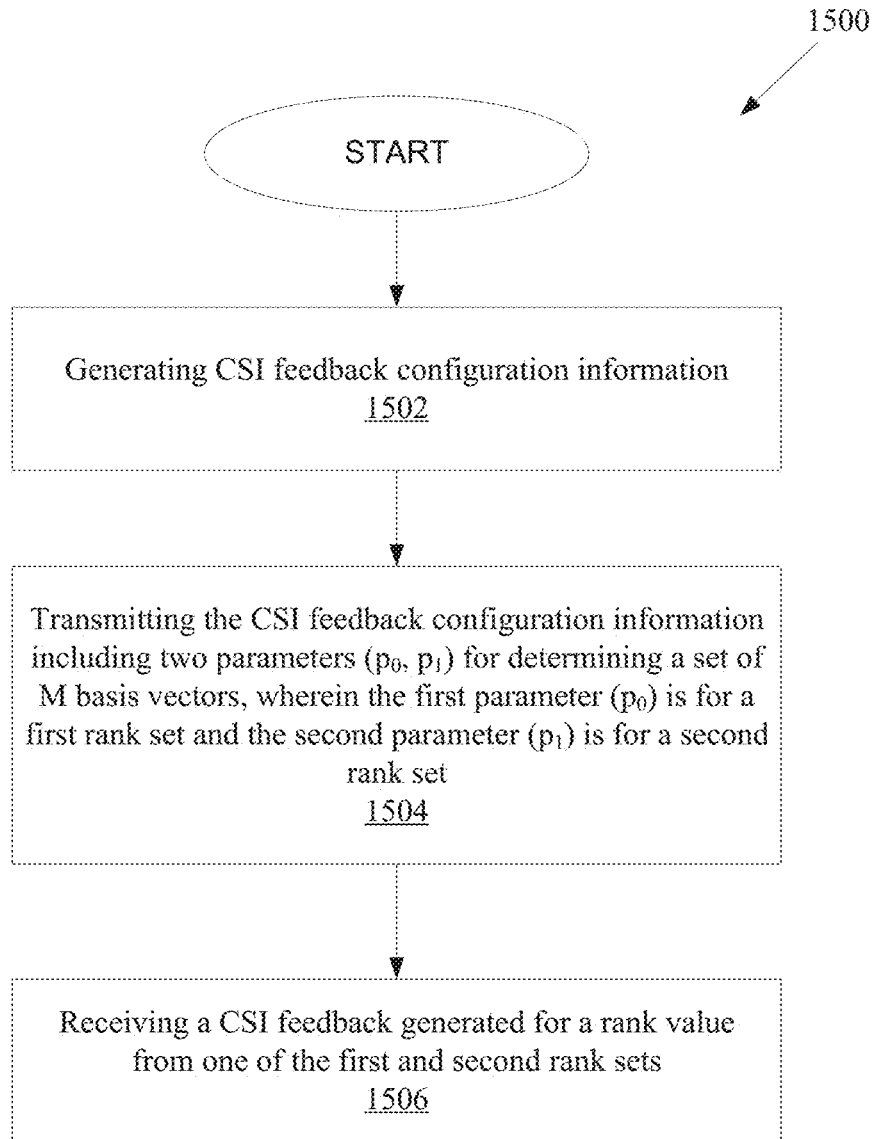 1500
START
Generating CSI feedback configuration information
1502
Transmitting the CSI feedback configuration information
including two parameters (p₀, p₁) for determining a set of
M basis vectors, wherein the first parameter (p₀) is for a
first rank set and the second parameter (p₁) is for a second
rank set
1504
Receiving a CSI feedback generated for a rank value
from one of the first and second rank sets
1506